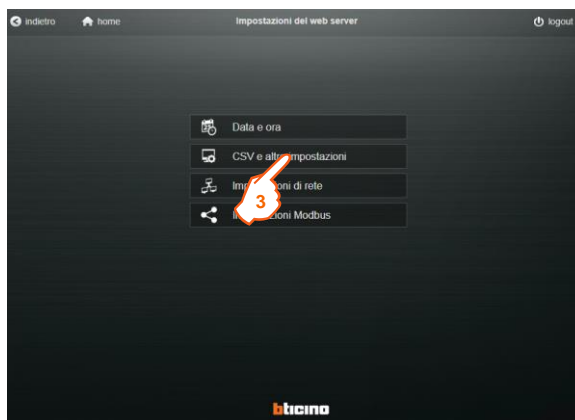 indietro home Impostazioni del web server logout
Data e ora
CSV e altre impostazioni
Impostazioni di rete
Impostazioni Modbus
3
bticino